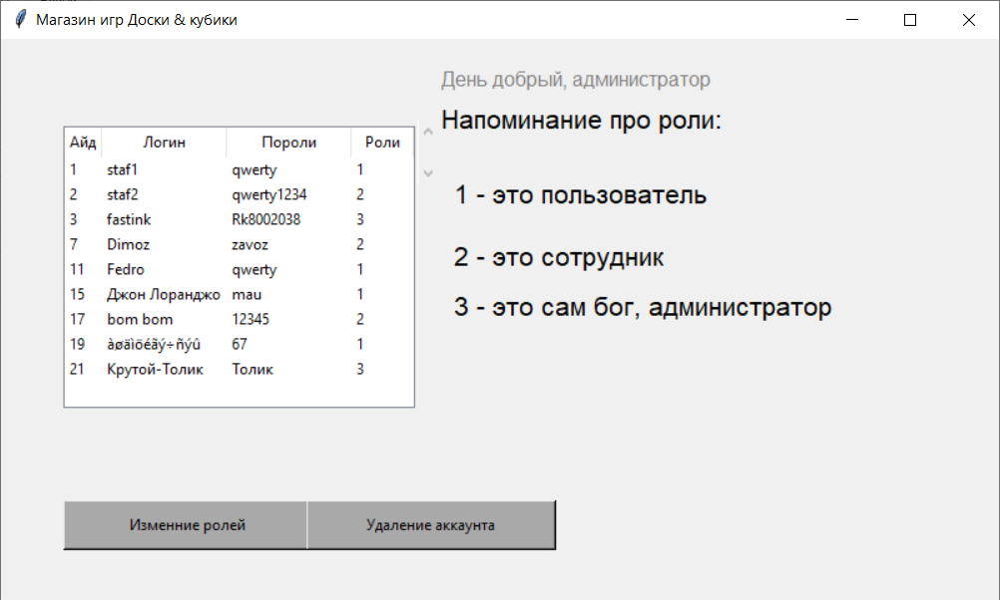 Магазин игр Доски & кубики
День добрый, администратор
Напоминание про роли:
Айд Логин Пороли Роли
1 staf1 qwerty 1
2 staf2 qwerty1234 2
3 fastink Rk8002038 3
7 Dimoz zavoz 2
11 Fedro qwerty 1
15 Джон Лоранджо mau 1
17 bom bom 12345 2
19 àøäìöéãý÷ñýû 67 1
21 Крутой-Толик Толик 3
1 - это пользователь
2 - это сотрудник
3 - это сам бог, администратор
Изменние ролей
Удаление аккаунта